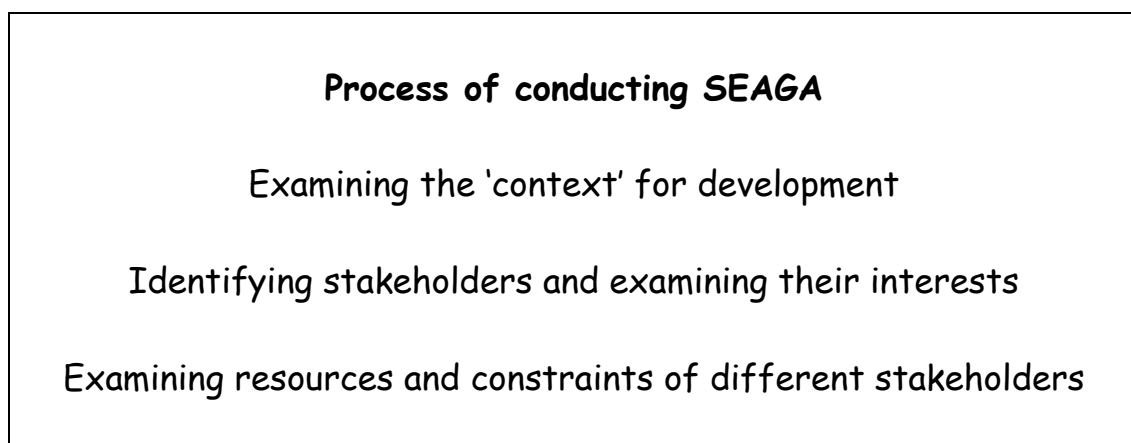 Process of conducting SEAGA
Examining the ‘context’ for development
Identifying stakeholders and examining their interests
Examining resources and constraints of different stakeholders